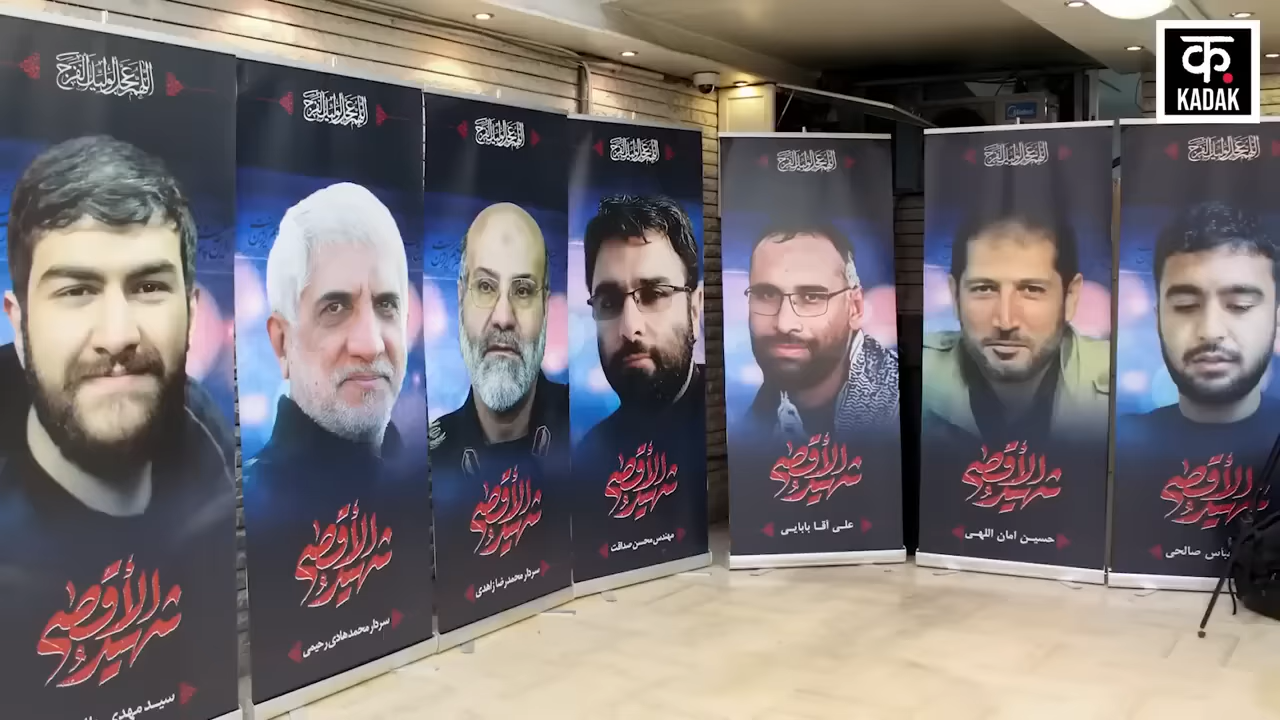 क.
KADAK
اللهم عجل لولیک الفرج
شهید الأقصی
سید مهدی
اللهم عجل لولیک الفرج
شهید الأقصی
سردار محمدهادی رحیمی
اللهم عجل لولیک الفرج
شهید الأقصی
سردار محمدرضا زاهدی
اللهم عجل لولیک الفرج
شهید الأقصی
مهندس محسن صداقت
اللهم عجل لولیک الفرج
شهید الأقصی
علی آقا بابایی
اللهم عجل لولیک الفرج
شهید الأقصی
حسین امان اللهی
اللهم عجل لولیک الفرج
شهید الأقصی
صالحی